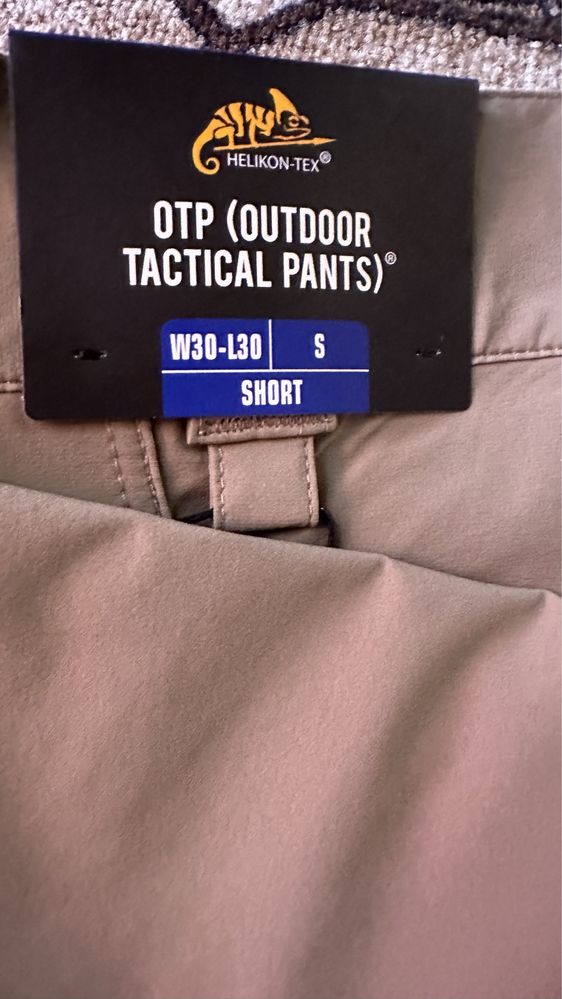 HELIKON-TEX®
OTP (OUTDOOR
TACTICAL PANTS)®
W30-L30 S
SHORT